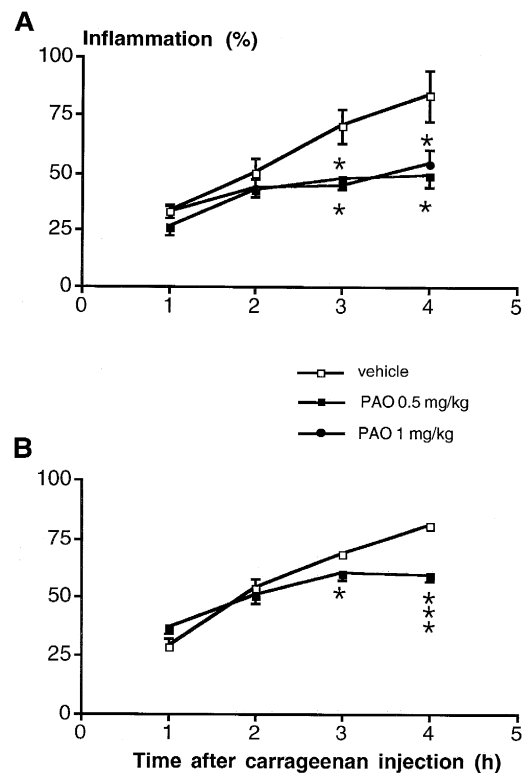 A
Inflammation (%)
100
75
50
25
0
*
*
*
*
0 1 2 3 4 5
vehicle
PAO 0.5 mg/kg
PAO 1 mg/kg
B
100
75
50
25
0
*
*
*
*
0 1 2 3 4 5
Time after carrageenan injection (h)